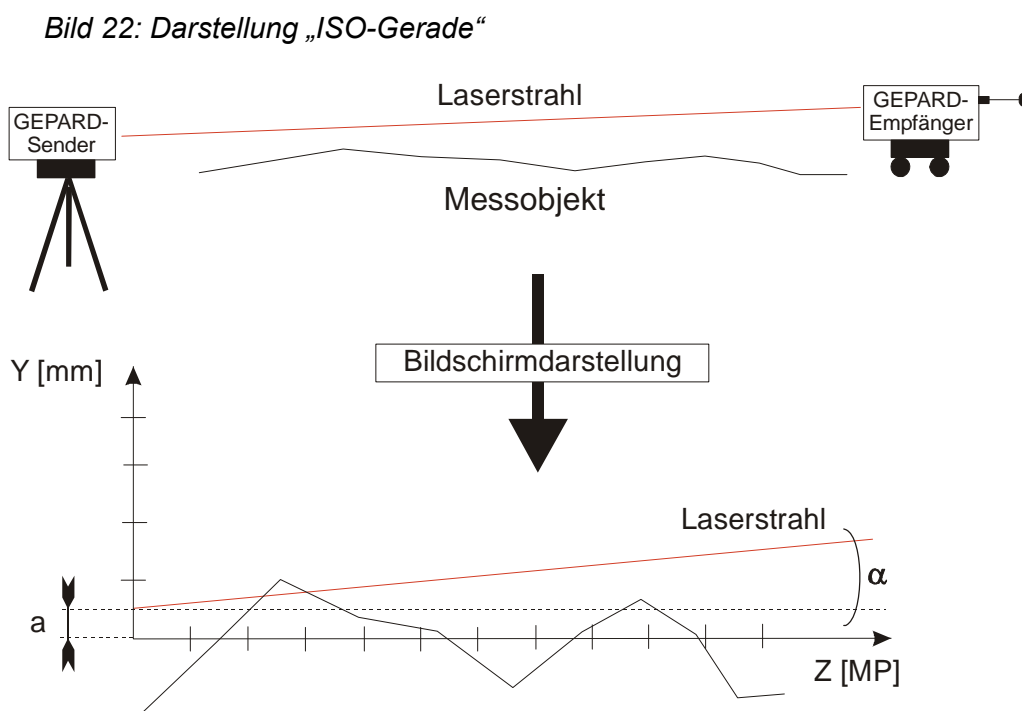 Bild 22: Darstellung „ISO-Gerade“
Laserstrahl
GEPARD-
Sender
GEPARD-
Empfänger
Messobjekt
Bildschirmdarstellung
Y [mm]
Laserstrahl
α
a
Z [MP]